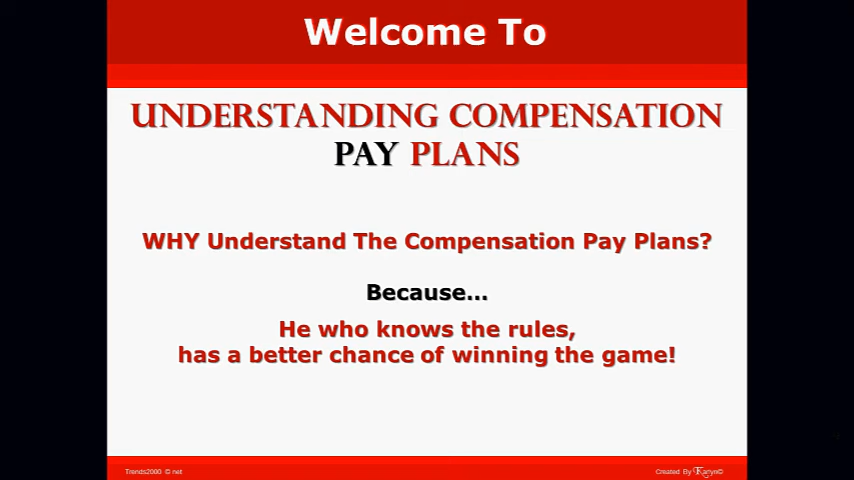 Welcome To
UNDERSTANDING COMPENSATION
PAY PLANS
WHY Understand The Compensation Pay Plans?
Because...
He who knows the rules,
has a better chance of winning the game!
Trends2000 © net
Created By Karyn©